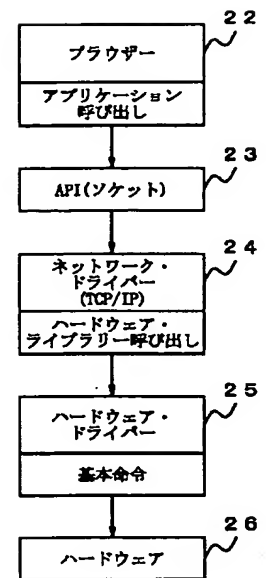 22
ブラウザー
アプリケーション
呼び出し
23
API(ソケット)
24
ネットワーク・
ドライバー
(TCP/IP)
ハードウェア・
ライブラリー呼び出し
25
ハードウェア・
ドライバー
基本命令
26
ハードウェア